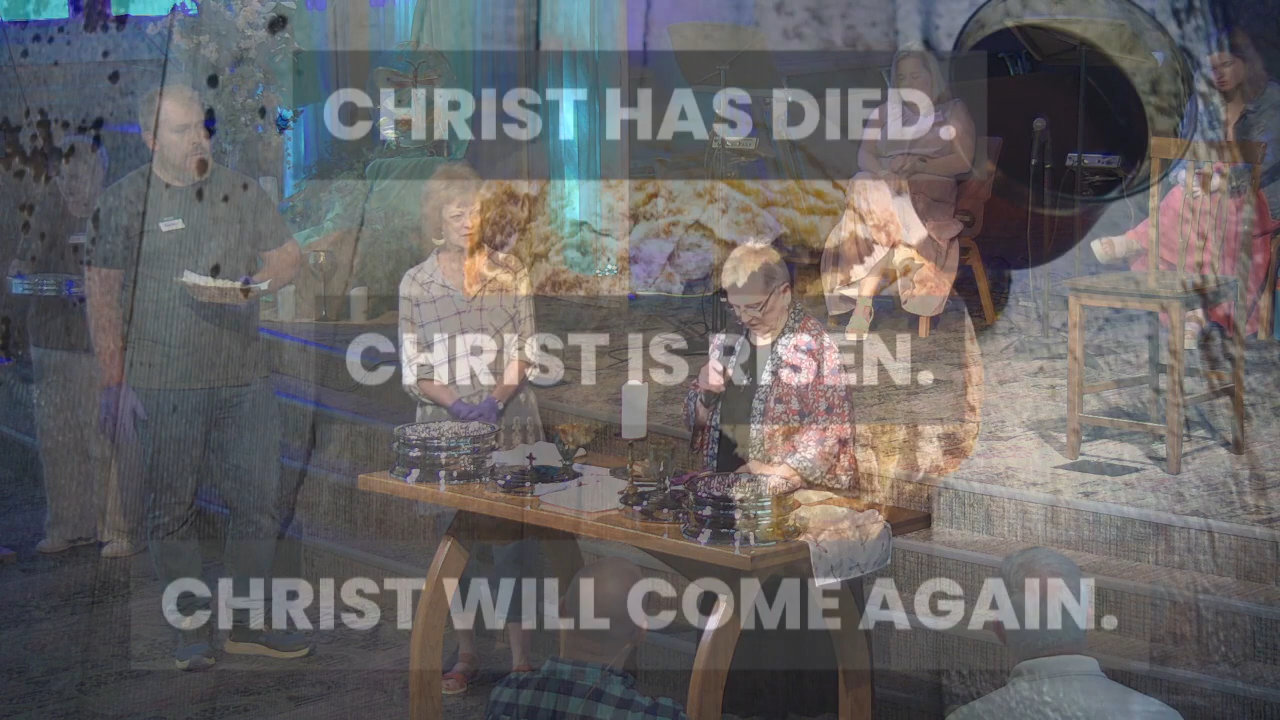 CHRIST HAS DIED.
CHRIST IS RISEN.
CHRIST WILL COME AGAIN.